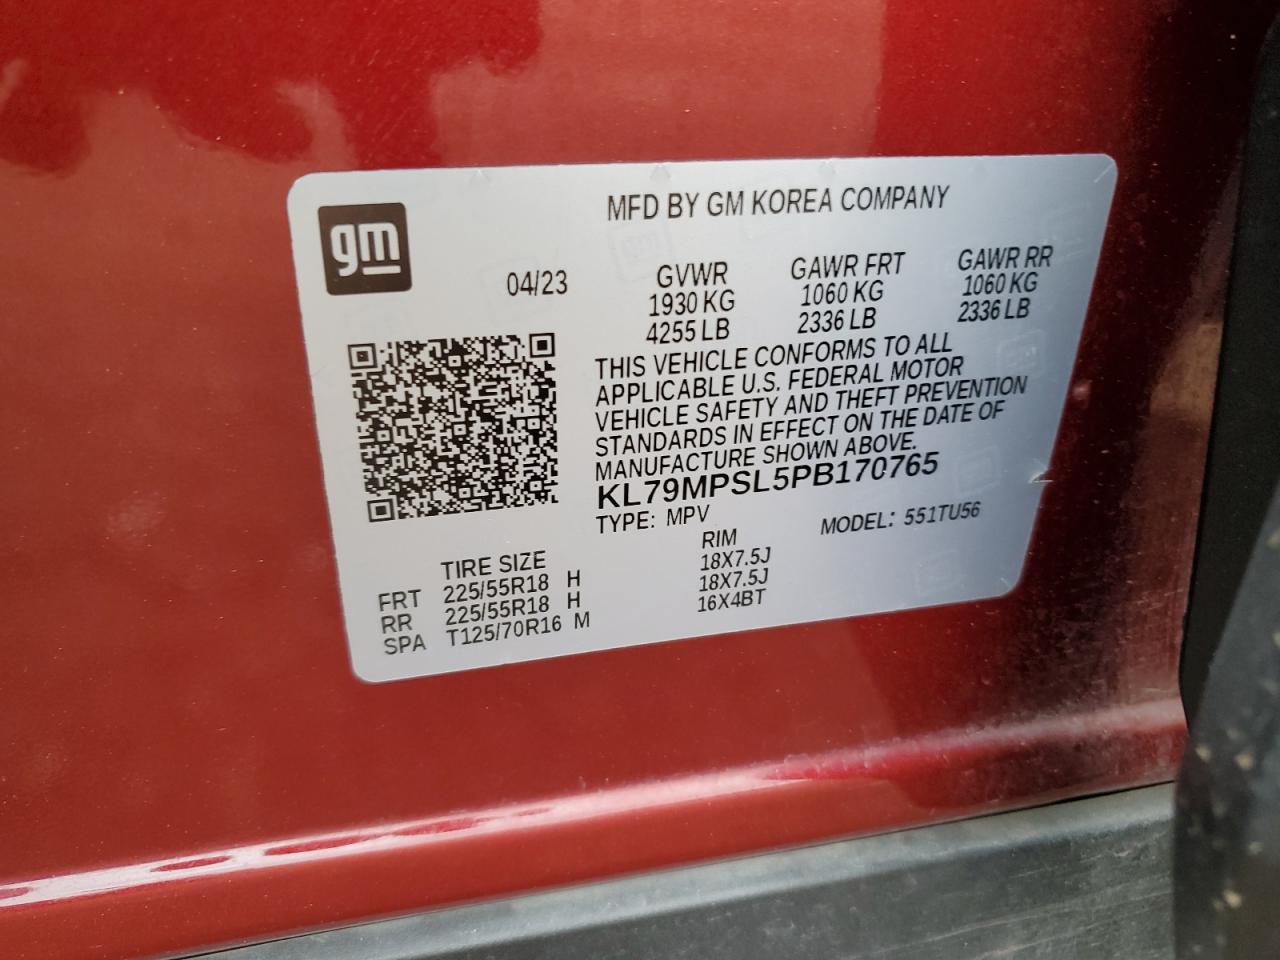 gm
MFD BY GM KOREA COMPANY
04/23
GVWR
1930 KG
4255 LB
GAWR FRT
1060 KG
2336 LB
GAWR RR
1060 KG
2336 LB
THIS VEHICLE CONFORMS TO ALL
APPLICABLE U.S. FEDERAL MOTOR
VEHICLE SAFETY AND THEFT PREVENTION
STANDARDS IN EFFECT ON THE DATE OF
MANUFACTURE SHOWN ABOVE.
KL79MPSL5PB170765
TYPE: MPV MODEL: 551TU56
TIRE SIZE RIM
FRT 225/55R18 H 18X7.5J
RR 225/55R18 H 18X7.5J
SPA T125/70R16 M 16X4BT